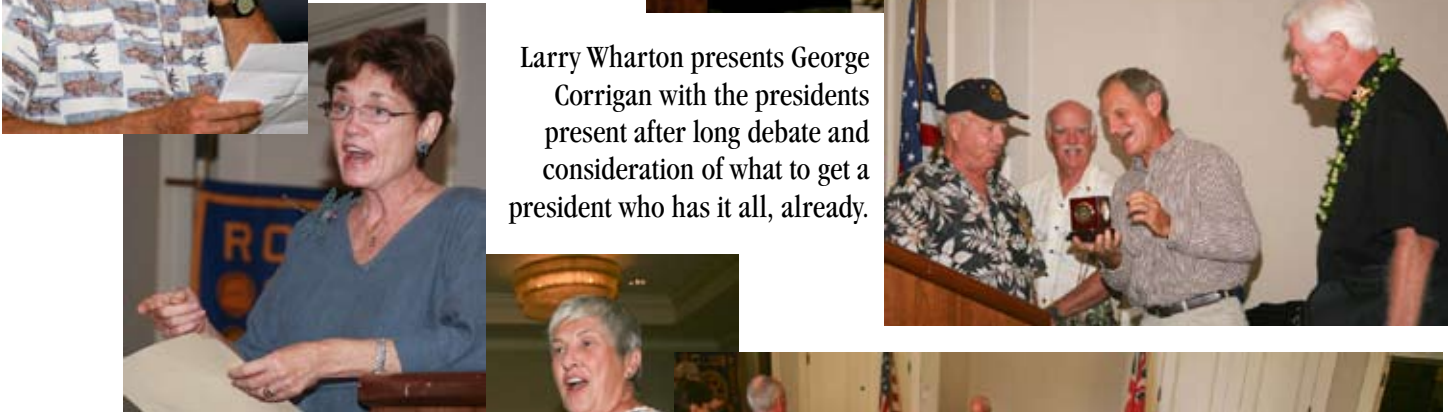 Larry Wharton presents George
Corrigan with the presidents
present after long debate and
consideration of what to get a
president who has it all, already.
RO